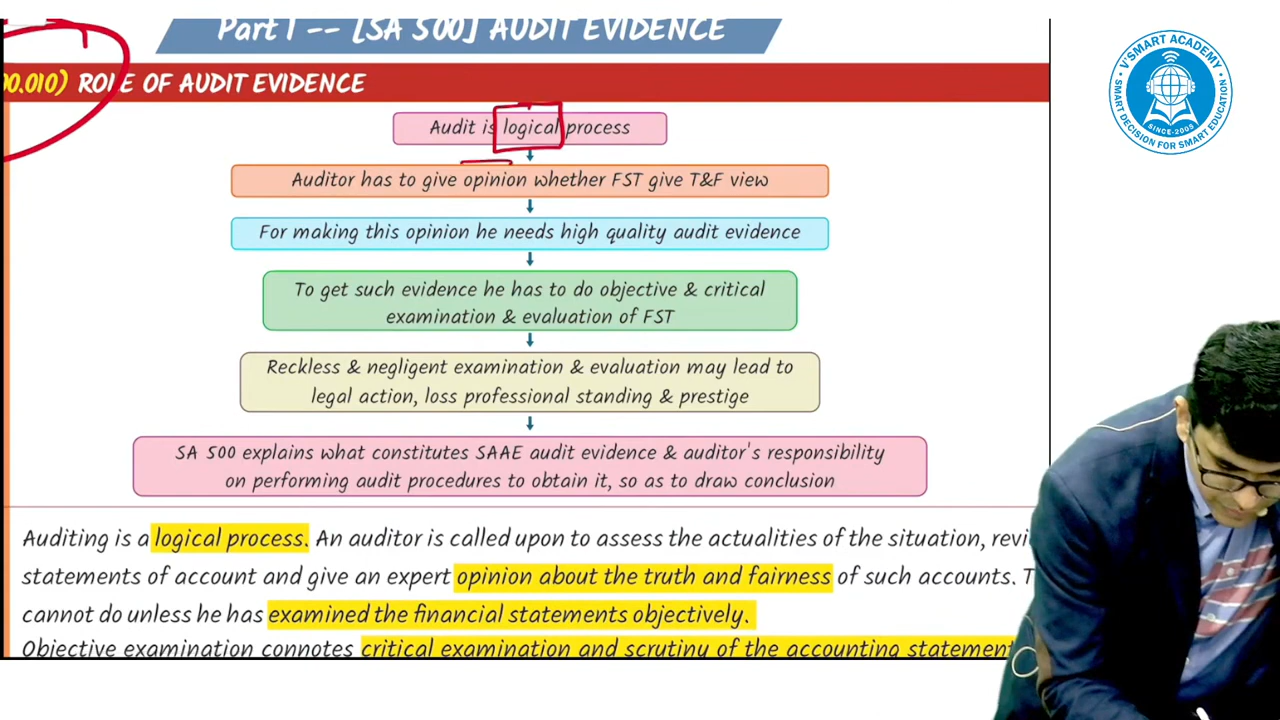 Part 1 -- [SA 500] AUDIT EVIDENCE
00.010) ROLE OF AUDIT EVIDENCE
Audit is logical process
Auditor has to give opinion whether FST give T&F view
For making this opinion he needs high quality audit evidence
To get such evidence he has to do objective & critical
examination & evaluation of FST
Reckless & negligent examination & evaluation may lead to
legal action, loss professional standing & prestige
SA 500 explains what constitutes SAAE audit evidence & auditor's responsibility
on performing audit procedures to obtain it, so as to draw conclusion
Auditing is a logical process. An auditor is called upon to assess the actualities of the situation,
statements of account and give an expert opinion about the truth and fairness of such accounts.
cannot do unless he has examined the financial statements objectively.
Objective examination connotes critical examination and scrutiny of the accounting
V'SMART ACADEMY
SINCE-2009
SMART DECISION FOR SMART EDUCATION